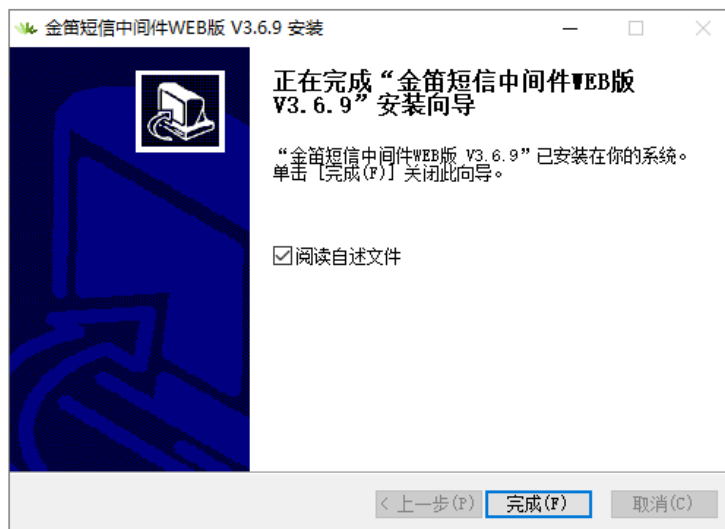 金笛短信中间件WEB版 V3.6.9 安装
正在完成“金笛短信中间件WEB版
V3.6.9”安装向导
“金笛短信中间件WEB版 V3.6.9”已安装在你的系统。
单击 [完成(F)] 关闭此向导。
阅读自述文件
< 上一步(P) 完成(F) 取消(C)